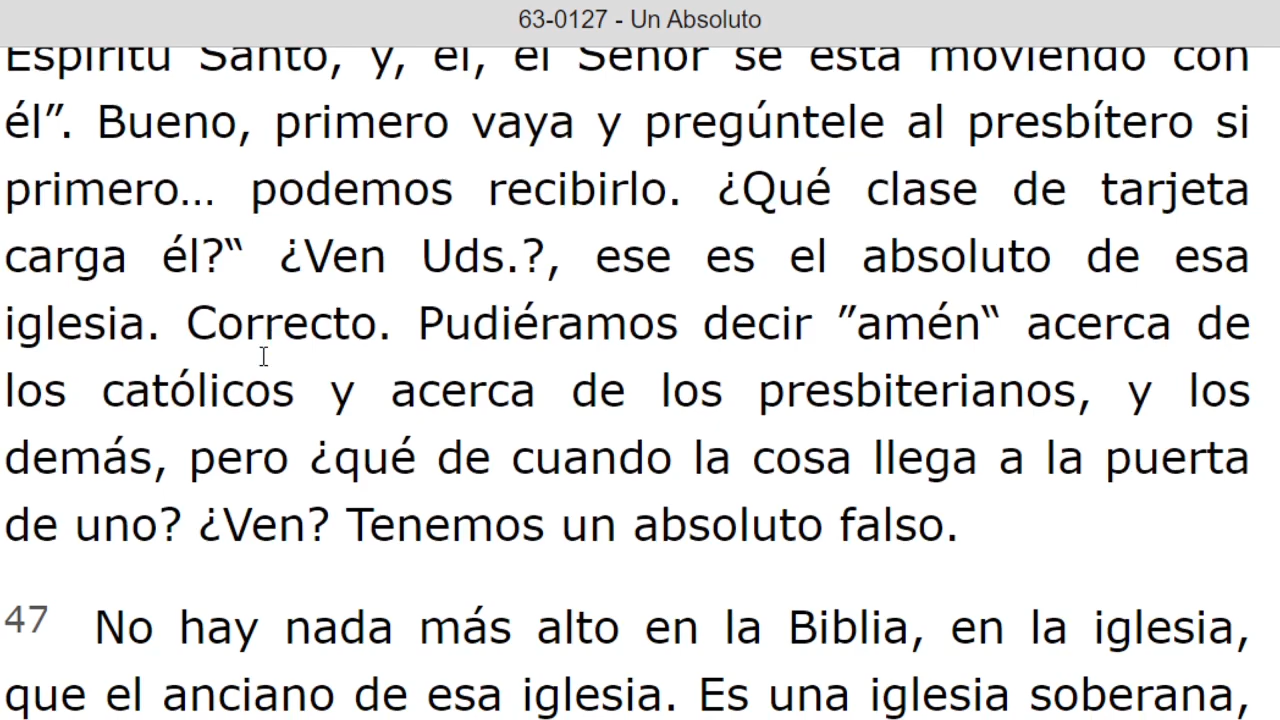 63-0127 - Un Absoluto
Espíritu Santo, y, él, el Señor se está moviendo con
él”. Bueno, primero vaya y pregúntele al presbítero si
primero… podemos recibirlo. ¿Qué clase de tarjeta
carga él?“ ¿Ven Uds.?, ese es el absoluto de esa
iglesia. Correcto. Pudiéramos decir ”amén“ acerca de
los católicos y acerca de los presbiterianos, y los
demás, pero ¿qué de cuando la cosa llega a la puerta
de uno? ¿Ven? Tenemos un absoluto falso.
47 No hay nada más alto en la Biblia, en la iglesia,
que el anciano de esa iglesia. Es una iglesia soberana,